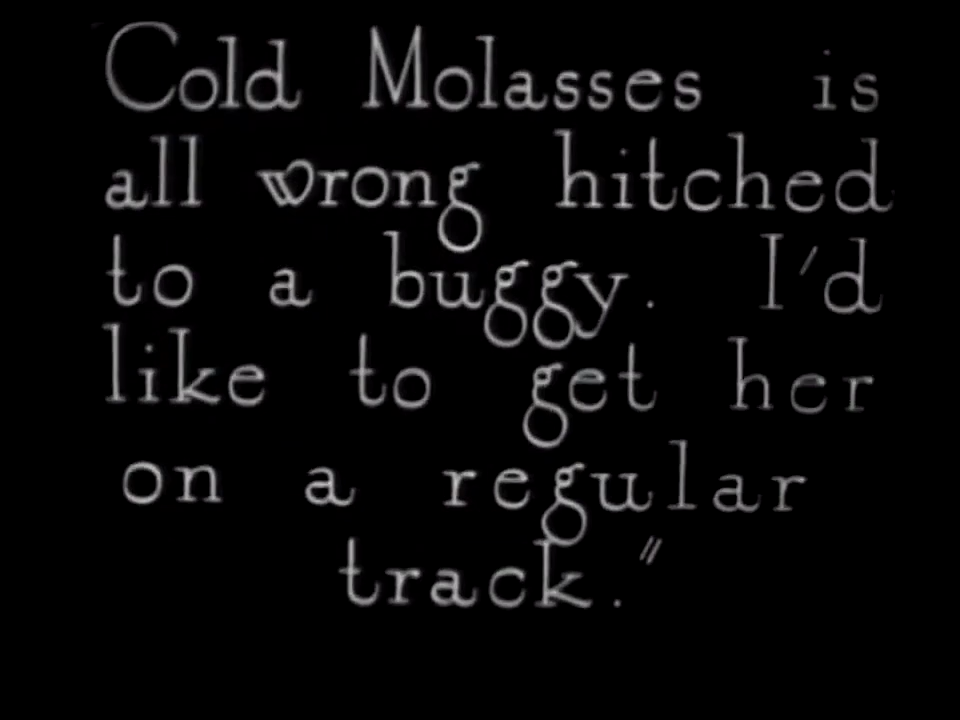 Cold Molasses is
all wrong hitched
to a buggy. I'd
like to get her
on a regular
track."